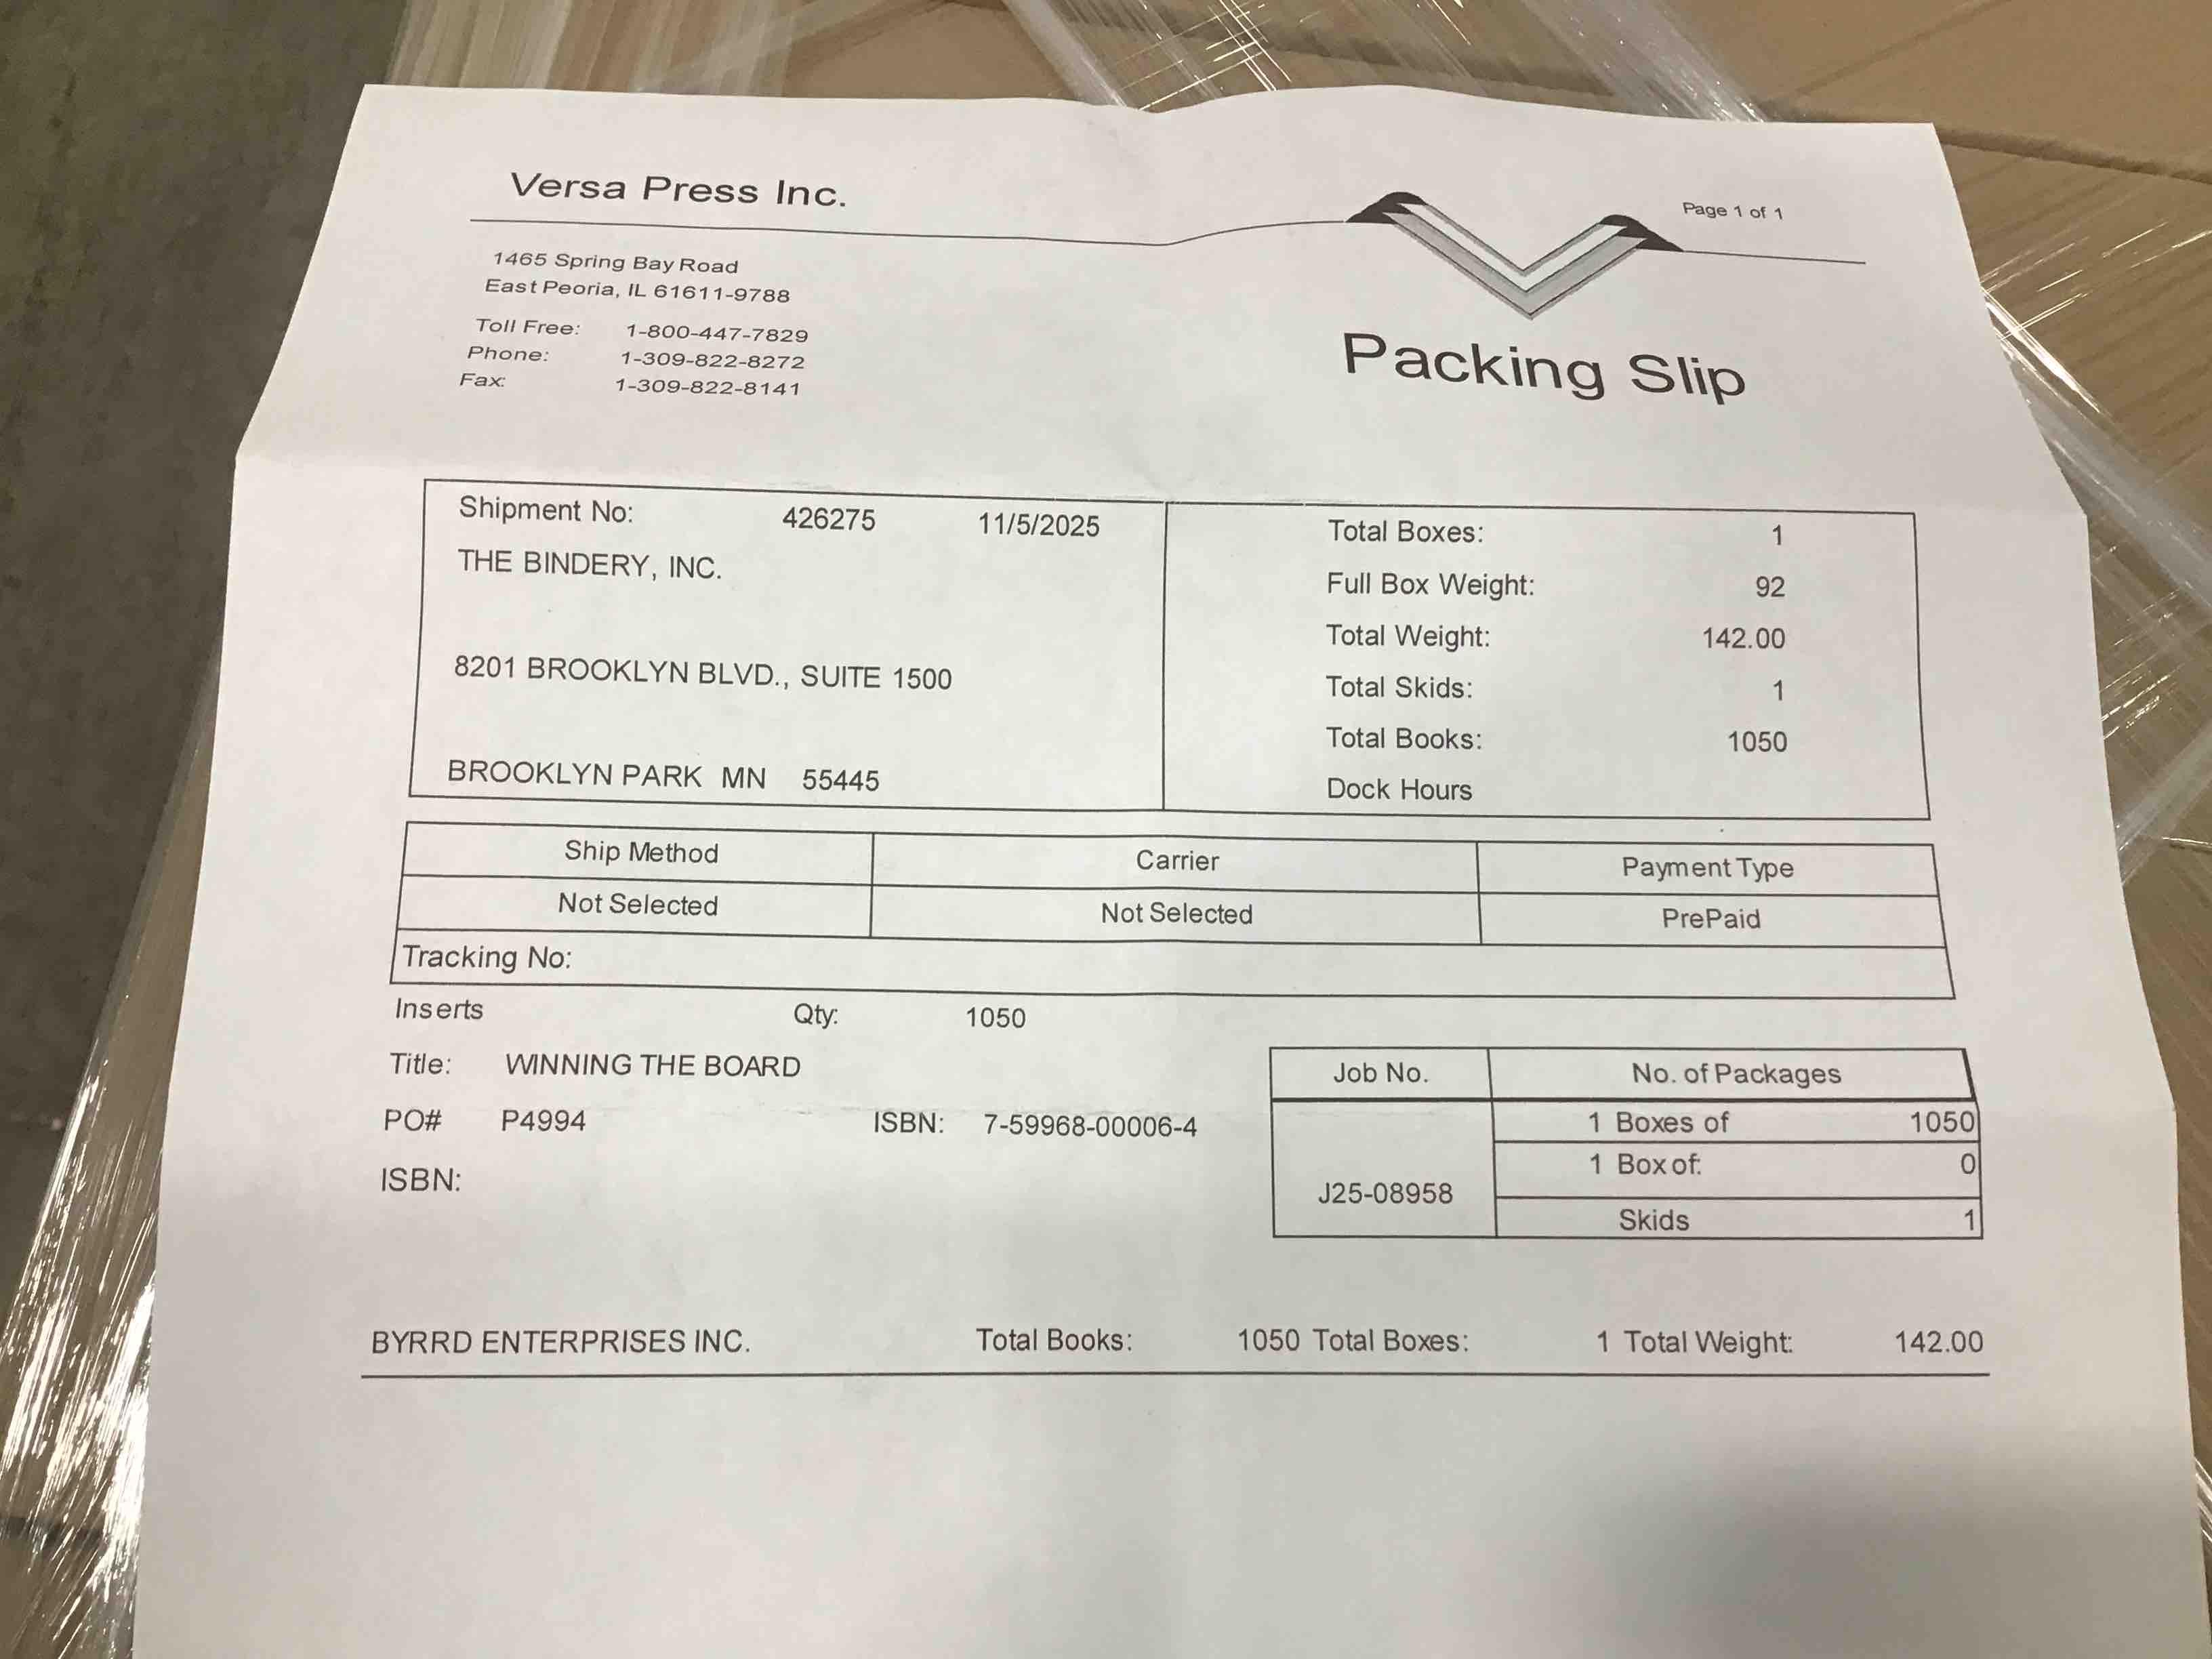 Versa Press Inc.
Page 1 of 1
1465 Spring Bay Road
East Peoria, IL 61611-9788
Toll Free: 1-800-447-7829
Phone: 1-309-822-8272
Fax: 1-309-822-8141
Packing Slip
Shipment No: 426275 11/5/2025
THE BINDERY, INC.
8201 BROOKLYN BLVD., SUITE 1500
BROOKLYN PARK MN 55445
Total Boxes: 1
Full Box Weight: 92
Total Weight: 142.00
Total Skids: 1
Total Books: 1050
Dock Hours
Ship Method Carrier Payment Type
Not Selected Not Selected PrePaid
Tracking No:
Inserts Qty: 1050
Title: WINNING THE BOARD
PO# P4994 ISBN: 7-59968-00006-4
ISBN:
Job No. No. of Packages
1 Boxes of 1050
1 Box of: 0
J25-08958
Skids 1
BYRRD ENTERPRISES INC. Total Books: 1050 Total Boxes: 1 Total Weight: 142.00